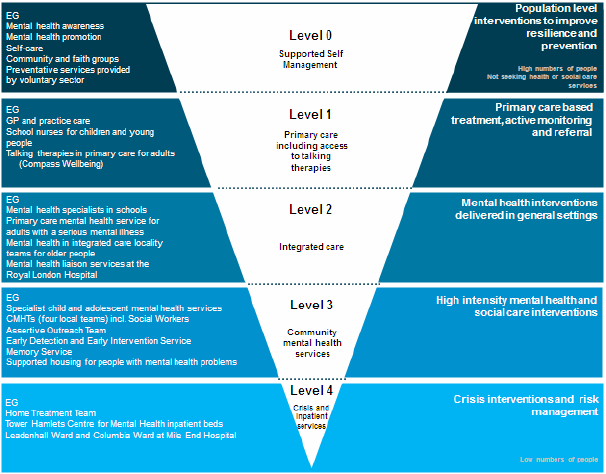 EG
Mental health awareness
Mental health promotion
Self-care
Community and faith groups
Preventative services provided
by voluntary sector
Level 0
Supported Self
Management
Population level
interventions to improve
resilience and
prevention
High numbers of people
Not seeking health or social care
services
EG
GP and practice care
School nurses for children and young
people
Talking therapies in primary care for adults
(Compass Wellbeing)
Level 1
Primary care
including access
to talking
therapies
Primary care based
treatment, active monitoring
and referral
EG
Mental health specialists in schools
Primary care mental health service for
adults with a serious mental illness
Mental health in integrated care locality
teams for older people
Mental health liaison services at the
Royal London Hospital
Level 2
Integrated care
Mental health interventions
delivered in general settings
EG
Specialist child and adolescent mental health services
CMHTs (four local teams) incl. Social Workers
Assertive Outreach Team
Early Detection and Early Intervention Service
Memory Service
Supported housing for people with mental health problems
Level 3
Community
mental health
services
High intensity mental health and
social care interventions
EG
Home Treatment Team
Tower Hamlets Centre for Mental Health inpatient beds
Leadenhall Ward and Columbia Ward at Mile End Hospital
Level 4
Crisis and
inpatient
services
Crisis interventions and risk
management
Low numbers of people